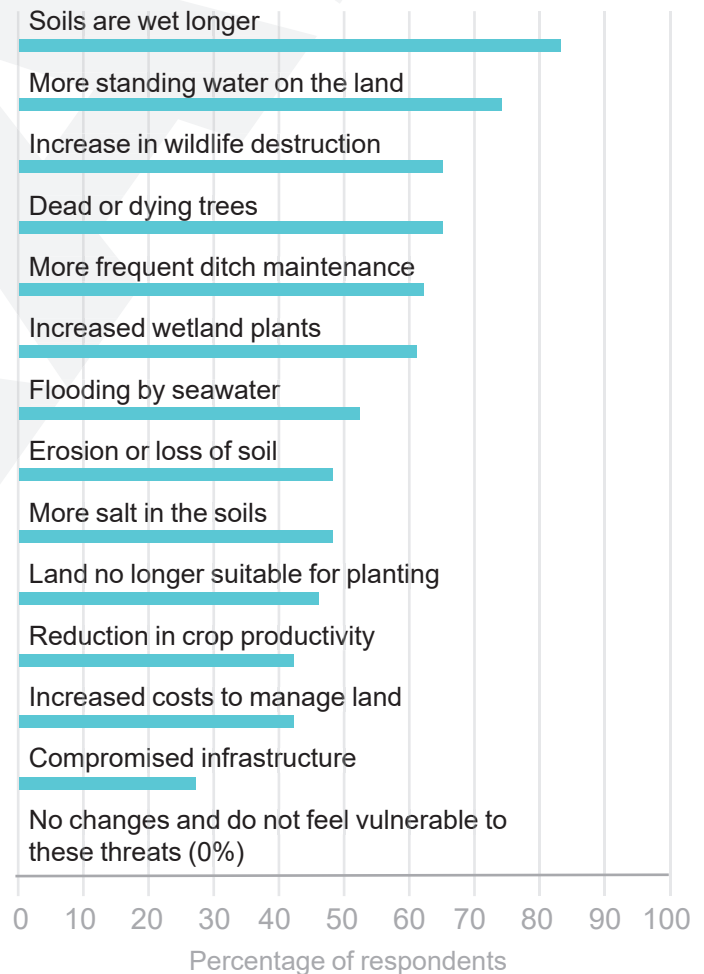 Soils are wet longer
More standing water on the land
Increase in wildlife destruction
Dead or dying trees
More frequent ditch maintenance
Increased wetland plants
Flooding by seawater
Erosion or loss of soil
More salt in the soils
Land no longer suitable for planting
Reduction in crop productivity
Increased costs to manage land
Compromised infrastructure
No changes and do not feel vulnerable to
these threats (0%)
0 10 20 30 40 50 60 70 80 90 100
Percentage of respondents